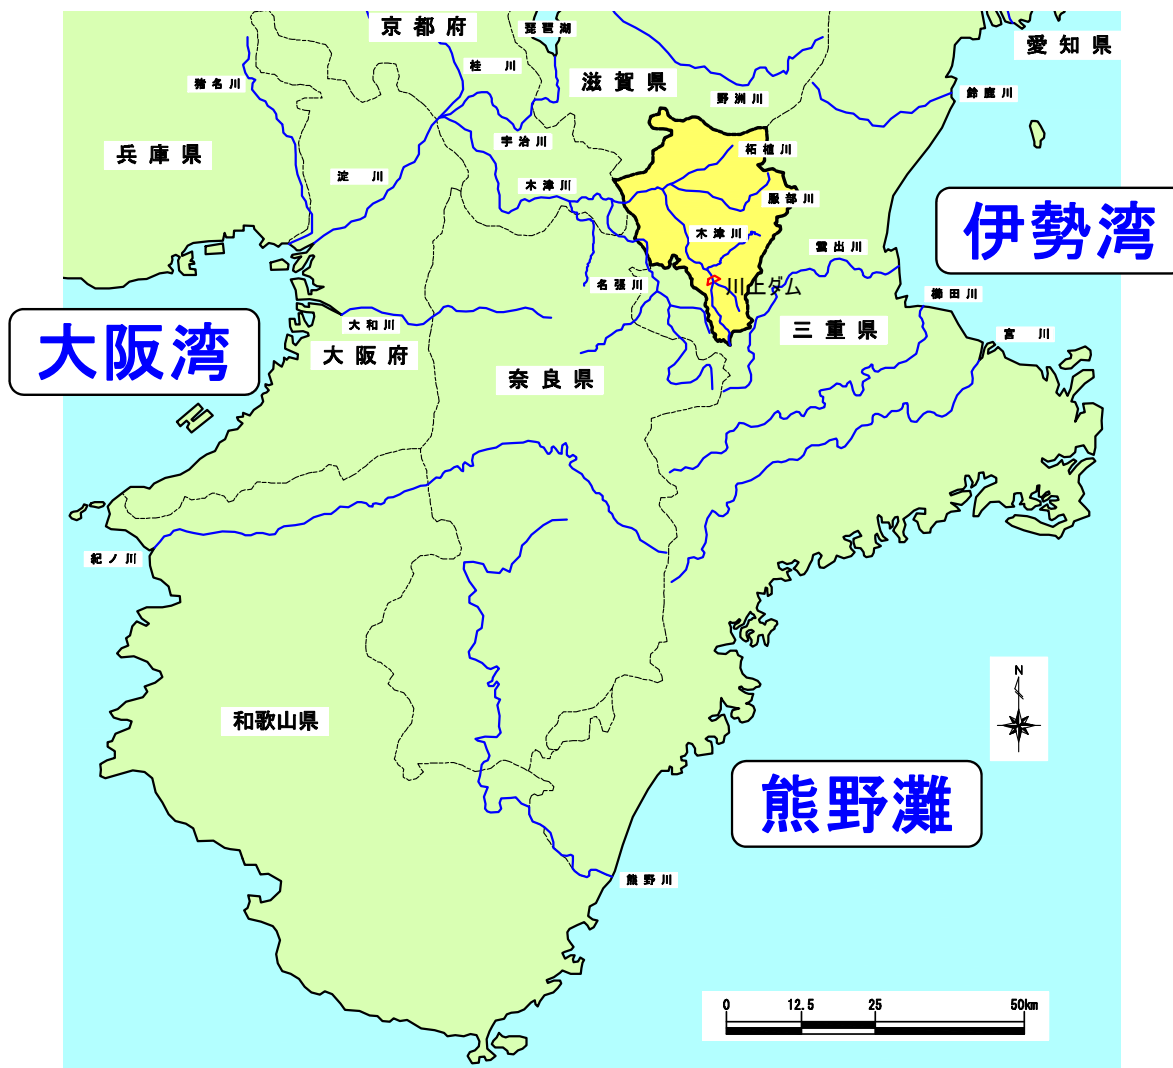 京都府
琵琶湖
愛知県
桂川
滋賀県
猪名川
野洲川
鈴鹿川
宇治川
兵庫県
柘植川
淀川
木津川
服部川
伊勢湾
木津川
雲出川
名張川
川上ダム
櫛田川
大和川
三重県
宮川
大阪湾
大阪府
奈良県
紀ノ川
N
和歌山県
熊野灘
熊野川
0 12.5 25 50km